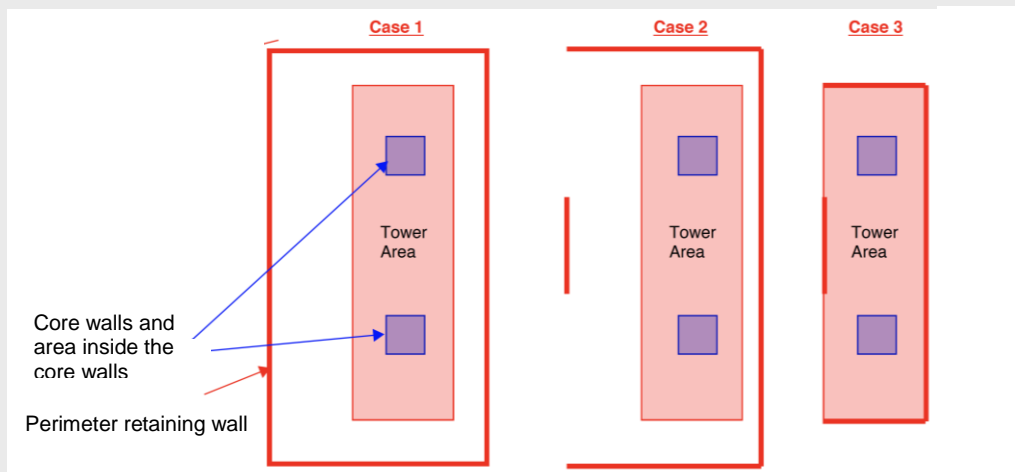 Case 1
Case 2
Case 3
Tower
Area
Tower
Area
Tower
Area
Core walls and
area inside the
core walls
Perimeter retaining wall